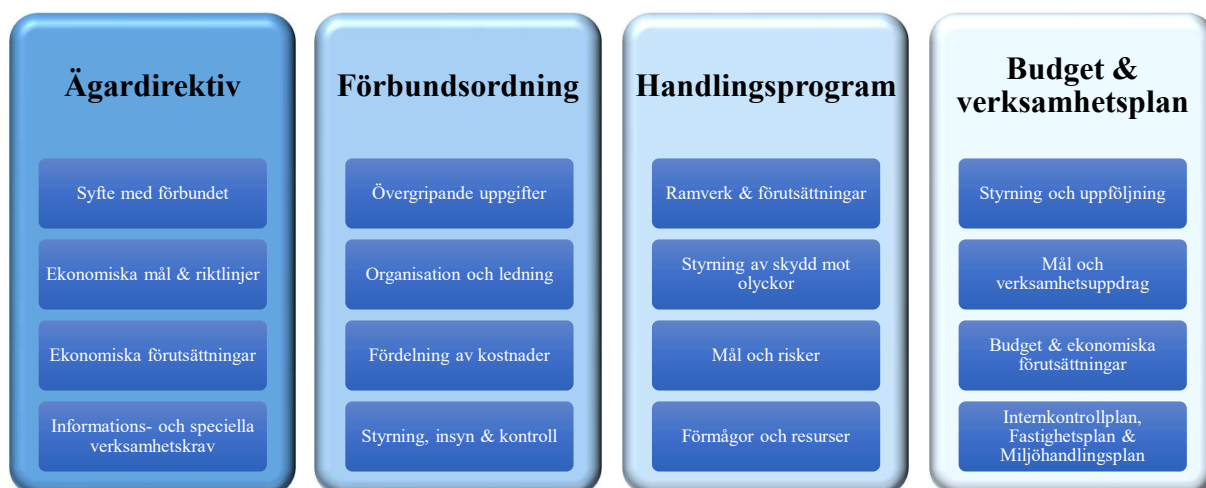 Ägardirektiv
Syfte med förbundet
Ekonomiska mål & riktlinjer
Ekonomiska förutsättningar
Informations- och speciella
verksamhetskrav
Förbundsordning
Övergripande uppgifter
Organisation och ledning
Fördelning av kostnader
Styrning, insyn & kontroll
Handlingsprogram
Ramverk & förutsättningar
Styrning av skydd mot
olyckor
Mål och risker
Förmågor och resurser
Budget &
verksamhetsplan
Styrning och uppföljning
Mål och
verksamhetsuppdrag
Budget & ekonomiska
förutsättningar
Internkontrollplan,
Fastighetsplan &
Miljöhandlingsplan